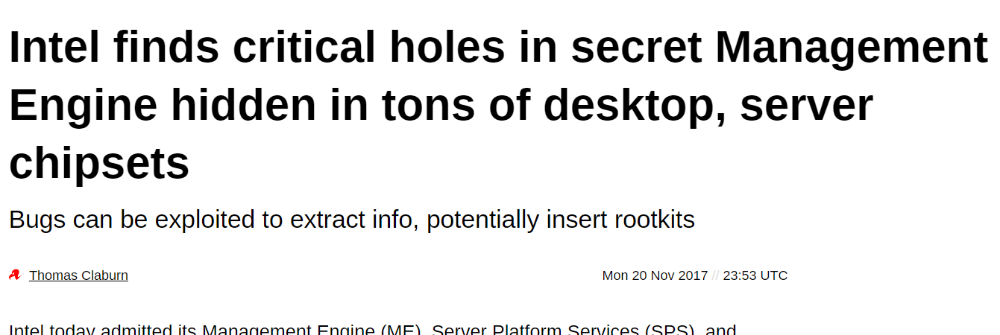 Intel finds critical holes in secret Management
Engine hidden in tons of desktop, server
chipsets
Bugs can be exploited to extract info, potentially insert rootkits
Thomas Claburn
Mon 20 Nov 2017 // 23:53 UTC
Intel today admitted its Management Engine (ME), Server Platform Services (SPS), and